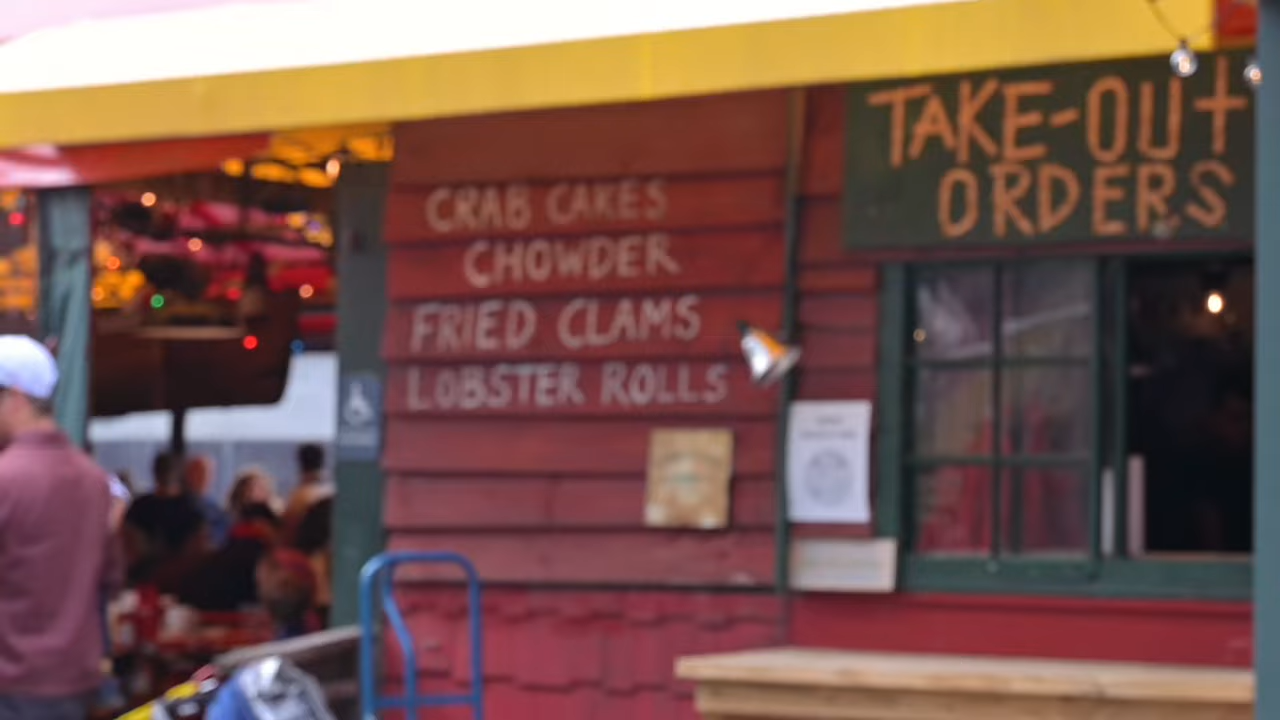 TAKE-OUT
ORDERS
CRAB CAKES
CHOWDER
FRIED CLAMS
LOBSTER ROLLS